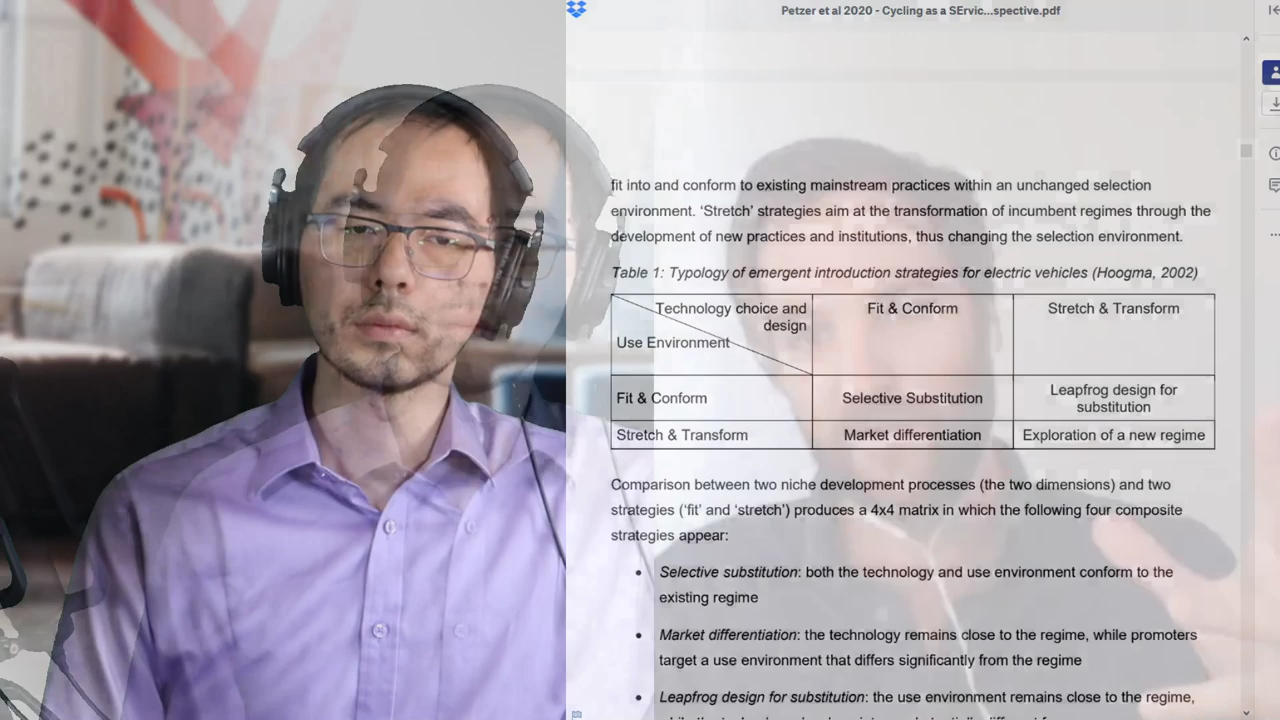 Petzer et al 2020 - Cycling as a SErvic...spective.pdf
fit into and conform to existing mainstream practices within an unchanged selection
environment. ‘Stretch’ strategies aim at the transformation of incumbent regimes through the
development of new practices and institutions, thus changing the selection environment.
Table 1: Typology of emergent introduction strategies for electric vehicles (Hoogma, 2002)
Technology choice and
design
Use Environment
Fit & Conform
Stretch & Transform
Fit & Conform
Selective Substitution
Leapfrog design for
substitution
Stretch & Transform
Market differentiation
Exploration of a new regime
Comparison between two niche development processes (the two dimensions) and two
strategies (‘fit’ and ‘stretch’) produces a 4x4 matrix in which the following four composite
strategies appear:
• Selective substitution: both the technology and use environment conform to the
existing regime
• Market differentiation: the technology remains close to the regime, while promoters
target a use environment that differs significantly from the regime
• Leapfrog design for substitution: the use environment remains close to the regime,